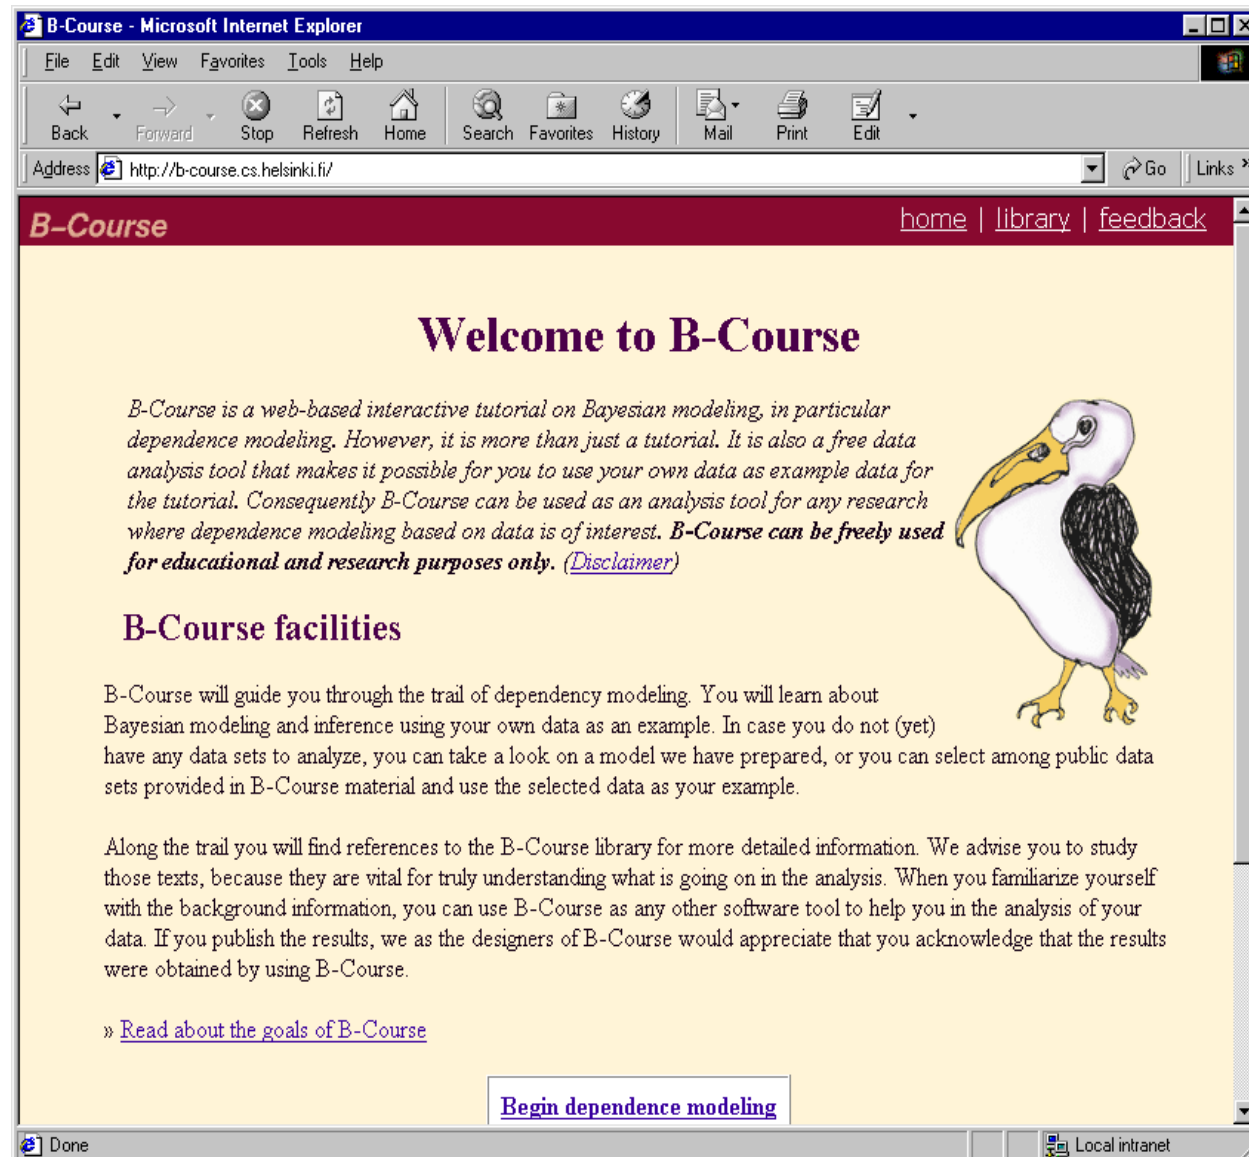 B-Course - Microsoft Internet Explorer
File Edit View Favorites Tools Help
Back Forward Stop Refresh Home Search Favorites History Mail Print Edit
Address http://b-course.cs.helsinki.fi/ Go Links »
B-Course home | library | feedback
Welcome to B-Course
B-Course is a web-based interactive tutorial on Bayesian modeling, in particular
dependence modeling. However, it is more than just a tutorial. It is also a free data
analysis tool that makes it possible for you to use your own data as example data for
the tutorial. Consequently B-Course can be used as an analysis tool for any research
where dependence modeling based on data is of interest. B-Course can be freely used
for educational and research purposes only. (Disclaimer)
B-Course facilities
B-Course will guide you through the trail of dependency modeling. You will learn about
Bayesian modeling and inference using your own data as an example. In case you do not (yet)
have any data sets to analyze, you can take a look on a model we have prepared, or you can select among public data
sets provided in B-Course material and use the selected data as your example.
Along the trail you will find references to the B-Course library for more detailed information. We advise you to study
those texts, because they are vital for truly understanding what is going on in the analysis. When you familiarize yourself
with the background information, you can use B-Course as any other software tool to help you in the analysis of your
data. If you publish the results, we as the designers of B-Course would appreciate that you acknowledge that the results
were obtained by using B-Course.
» Read about the goals of B-Course
Begin dependence modeling
Done Local intranet